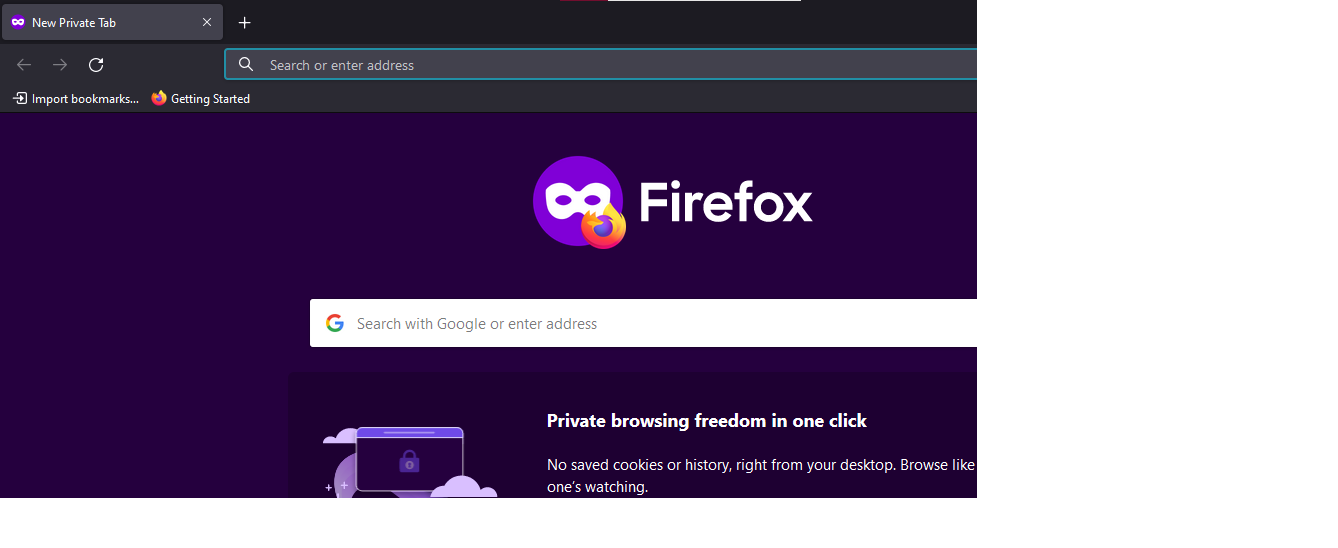 New Private Tab
Search or enter address
Import bookmarks...
Getting Started
Firefox
Search with Google or enter address
Private browsing freedom in one click
No saved cookies or history, right from your desktop. Browse like
one’s watching.